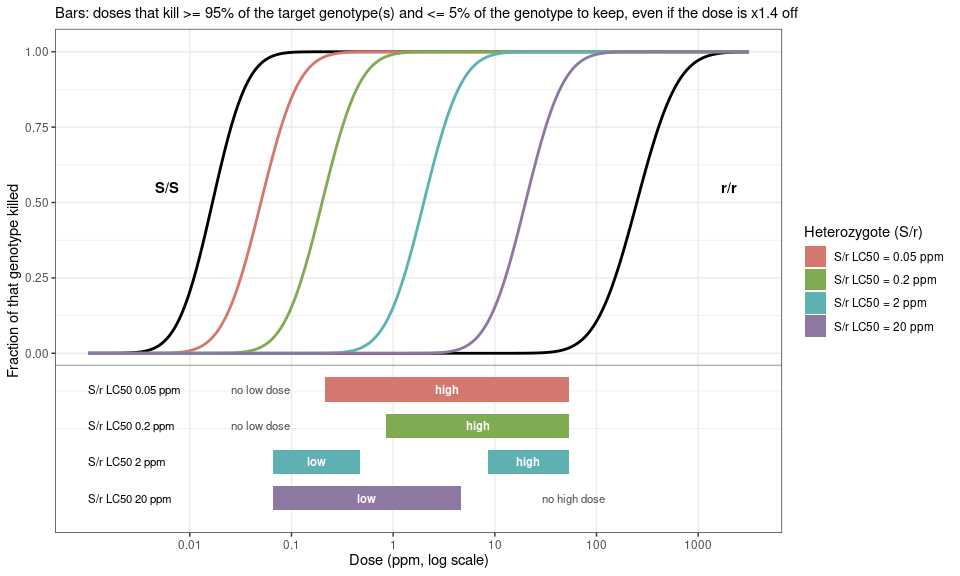 Bars: doses that kill >= 95% of the target genotype(s) and <= 5% of the genotype to keep, even if the dose is x1.4 off
Fraction of that genotype killed
1.00
0.75
0.50
0.25
0.00
S/S
r/r
Heterozygote (S/r)
S/r LC50 = 0.05 ppm
S/r LC50 = 0.2 ppm
S/r LC50 = 2 ppm
S/r LC50 = 20 ppm
S/r LC50 0.05 ppm no low dose high
S/r LC50 0.2 ppm no low dose high
S/r LC50 2 ppm low high
S/r LC50 20 ppm low no high dose
0.01 0.1 1 10 100 1000
Dose (ppm, log scale)